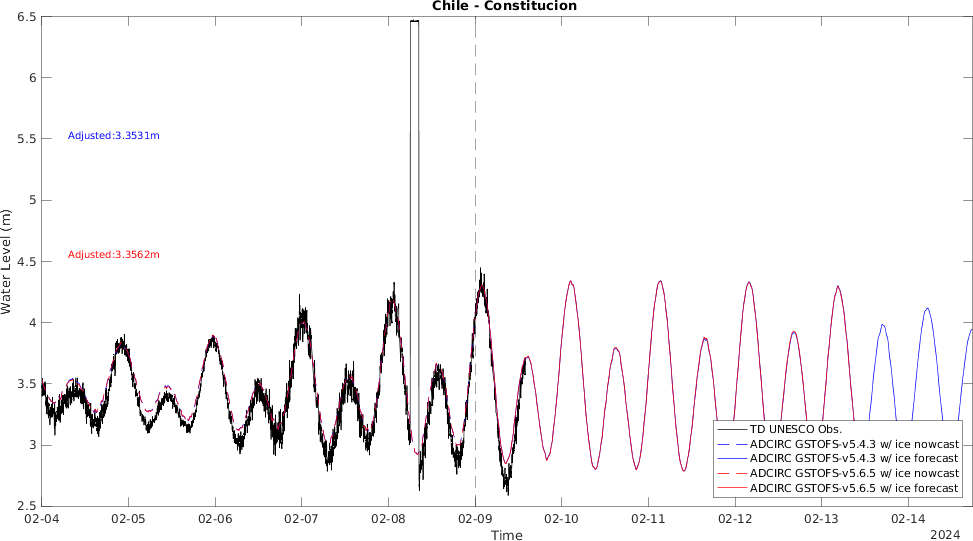 Chile - Constitucion
6.5
6
5.5
5
4.5
4
3.5
3
2.5
Water Level (m)
Adjusted:3.3531m
Adjusted:3.3562m
TD UNESCO Obs.
ADCIRC GSTOFS-v5.4.3 w/ ice nowcast
ADCIRC GSTOFS-v5.4.3 w/ ice forecast
ADCIRC GSTOFS-v5.6.5 w/ ice nowcast
ADCIRC GSTOFS-v5.6.5 w/ ice forecast
02-04 02-05 02-06 02-07 02-08 02-09 02-10 02-11 02-12 02-13 02-14
Time
2024